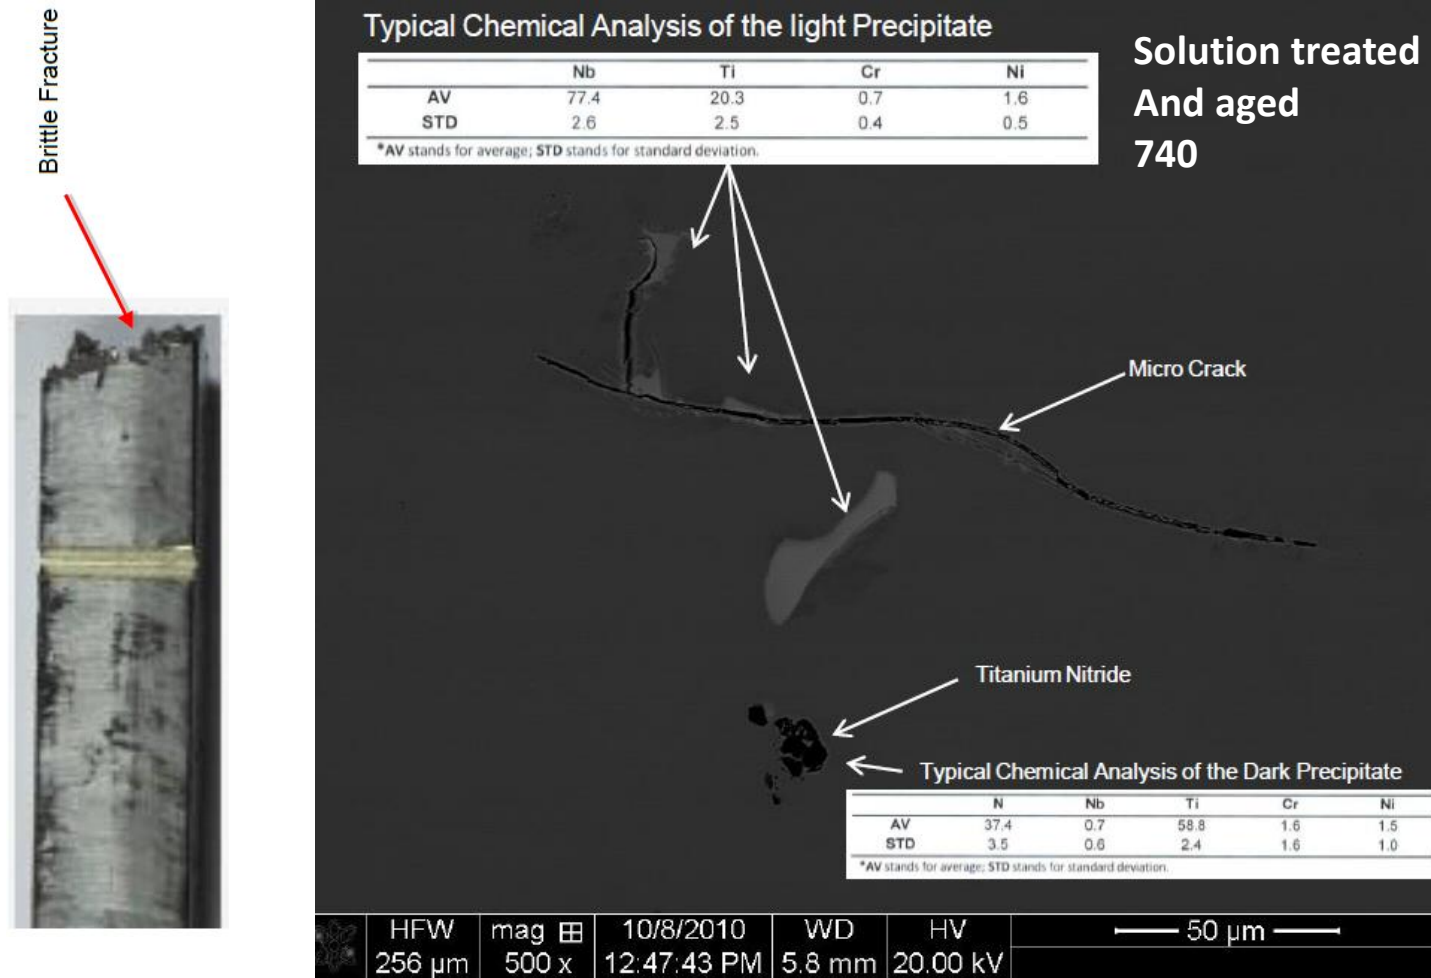 Brittle Fracture
Typical Chemical Analysis of the light Precipitate
Nb Ti Cr Ni
AV 77.4 20.3 0.7 1.6
STD 2.6 2.5 0.4 0.5
*AV stands for average; STD stands for standard deviation.
Solution treated
And aged
740
Micro Crack
Titanium Nitride
Typical Chemical Analysis of the Dark Precipitate
N Nb Ti Cr Ni
AV 37.4 0.7 58.8 1.6 1.5
STD 3.5 0.6 2.4 1.6 1.0
*AV stands for average; STD stands for standard deviation.
HFW mag 10/8/2010 WD HV 50 µm
256 µm 500 x 12:47:43 PM 5.8 mm 20.00 kV